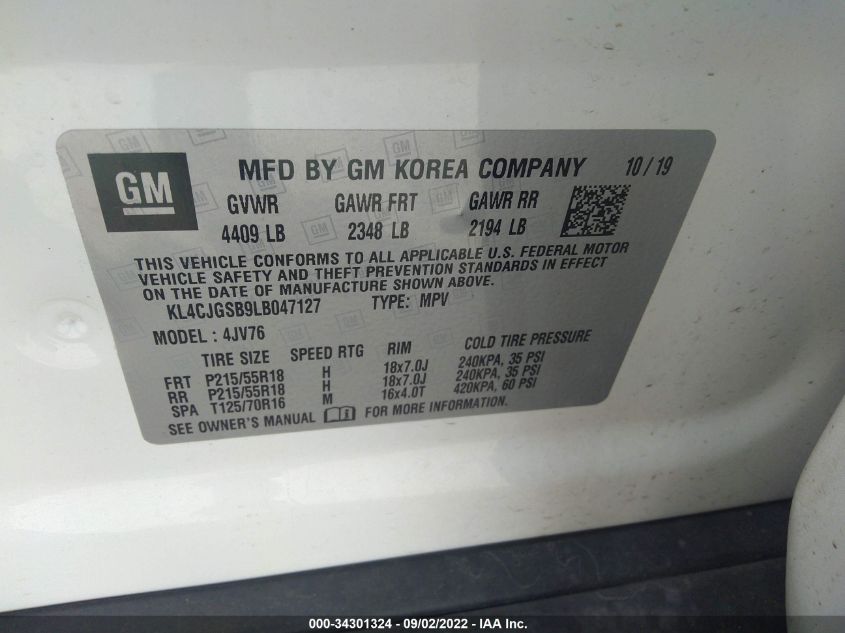 GM
MFD BY GM KOREA COMPANY 10/19
GVWR GAWR FRT GAWR RR
4409 LB 2348 LB 2194 LB
THIS VEHICLE CONFORMS TO ALL APPLICABLE U.S. FEDERAL MOTOR
VEHICLE SAFETY AND THEFT PREVENTION STANDARDS IN EFFECT
ON THE DATE OF MANUFACTURE SHOWN ABOVE.
KL4CJGSB9LB047127 TYPE: MPV
MODEL : 4JV76
TIRE SIZE SPEED RTG RIM COLD TIRE PRESSURE
FRT P215/55R18 H 18x7.0J 240KPA, 35 PSI
RR P215/55R18 H 18x7.0J 240KPA, 35 PSI
SPA T125/70R16 M 16x4.0T 420KPA, 60 PSI
SEE OWNER'S MANUAL FOR MORE INFORMATION.
000-34301324 - 09/02/2022 - IAA Inc.